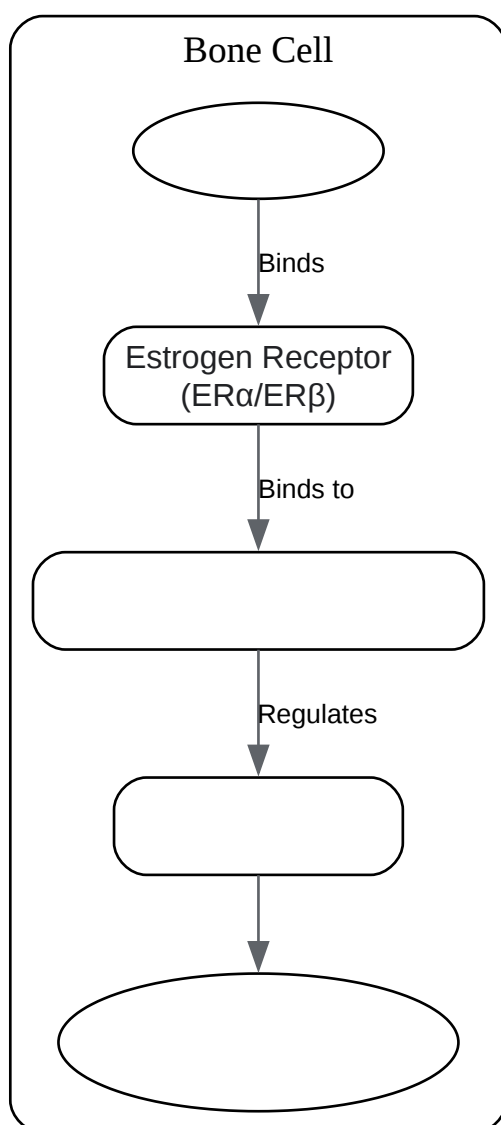 Bone Cell
Binds
Estrogen Receptor
(ERα/ERβ)
Binds to
Regulates